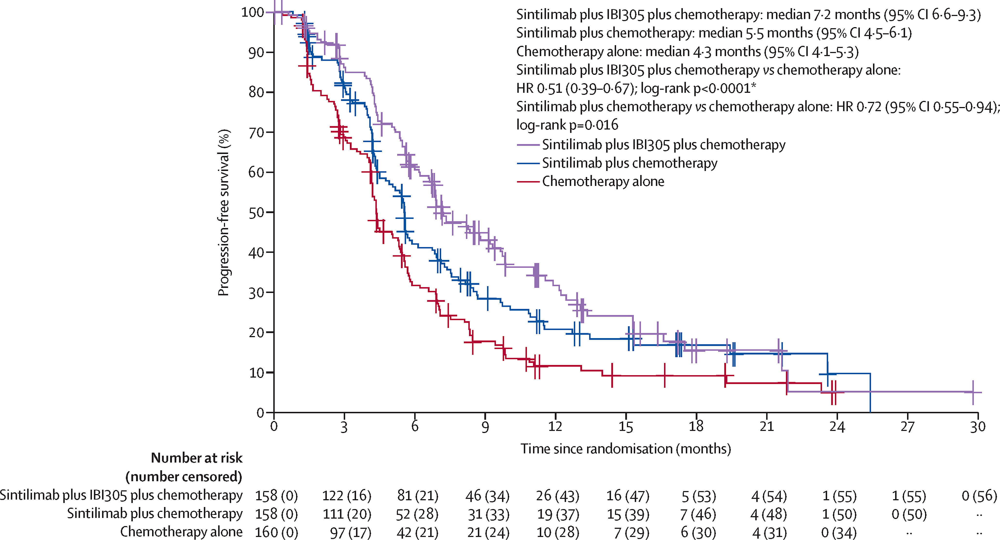 Sintilimab plus IBI305 plus chemotherapy: median 7·2 months (95% CI 6·6–9·3)
Sintilimab plus chemotherapy: median 5·5 months (95% CI 4·5–6·1)
Chemotherapy alone: median 4·3 months (95% CI 4·1–5·3)
Sintilimab plus IBI305 plus chemotherapy vs chemotherapy alone:
HR 0·51 (0·39–0·67); log-rank p<0·0001*
Sintilimab plus chemotherapy vs chemotherapy alone: HR 0·72 (95% CI 0·55–0·94);
log-rank p=0·016
Sintilimab plus IBI305 plus chemotherapy
Sintilimab plus chemotherapy
Chemotherapy alone
Progression-free survival (%)
100
90
80
70
60
50
40
30
20
10
0
0 3 6 9 12 15 18 21 24 27 30
Time since randomisation (months)
Number at risk
(number censored)
Sintilimab plus IBI305 plus chemotherapy 158 (0) 122 (16) 81 (21) 46 (34) 26 (43) 16 (47) 5 (53) 4 (54) 1 (55) 1 (55) 0 (56)
Sintilimab plus chemotherapy 158 (0) 111 (20) 52 (28) 31 (33) 19 (37) 15 (39) 7 (46) 4 (48) 1 (50) 0 (50) ··
Chemotherapy alone 160 (0) 97 (17) 42 (21) 21 (24) 10 (28) 7 (29) 6 (30) 4 (31) 0 (34) ·· ··